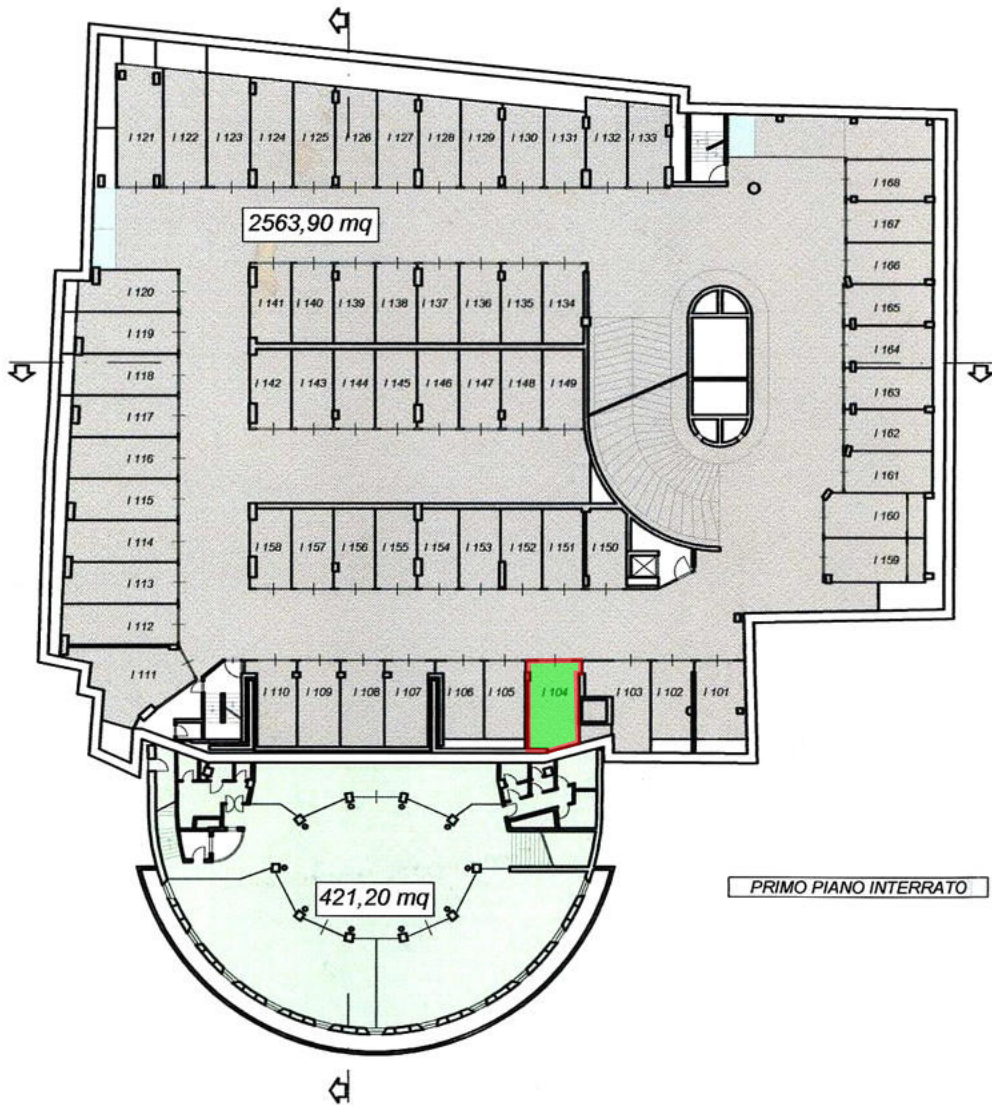 I 121 I 122 I 123 I 124 I 125 I 126 I 127 I 128 I 129 I 130 I 131 I 132 I 133
I 168
I 167
2563,90 mq
I 166
I 120
I 141 I 140 I 139 I 138 I 137 I 136 I 135 I 134
I 165
I 119
I 164
I 118
I 142 I 143 I 144 I 145 I 146 I 147 I 148 I 149
I 163
I 117
I 162
I 116
I 161
I 115
I 160
I 114
I 158 I 157 I 156 I 155 I 154 I 153 I 152 I 151 I 150
I 159
I 113
I 112
I 111
I 110 I 109 I 108 I 107 I 106 I 105 I 104 I 103 I 102 I 101
PRIMO PIANO INTERRATO
421,20 mq